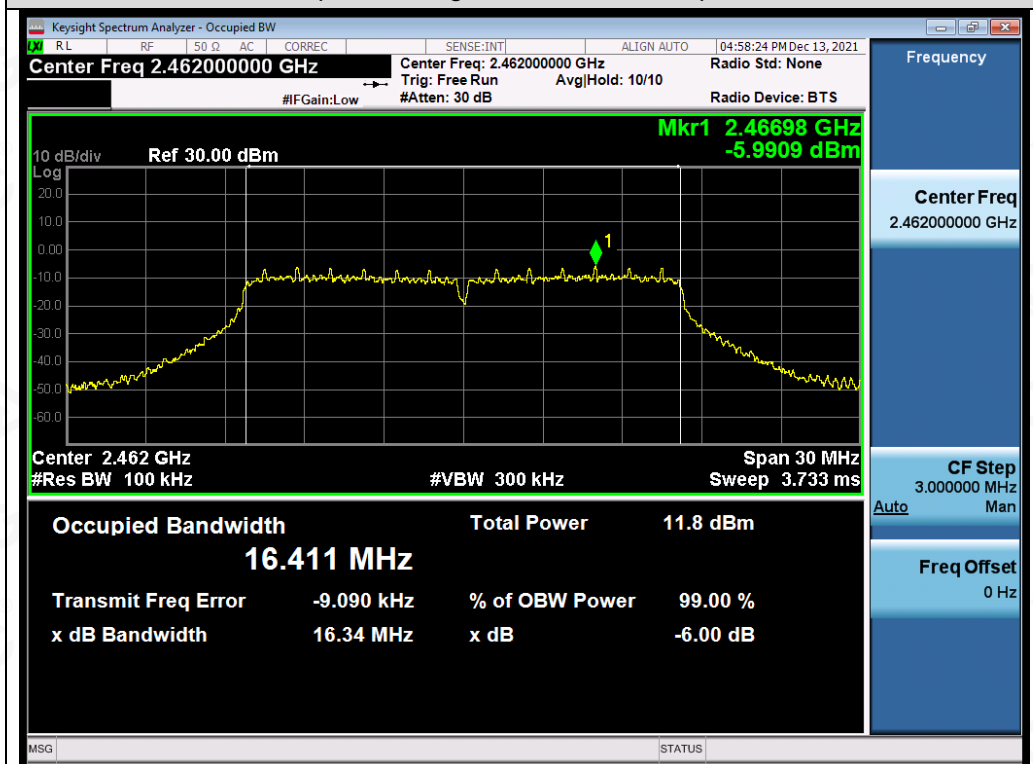 Keysight Spectrum Analyzer - Occupied BW
LXI RL RF 50 Ω AC CORREC SENSE:INT ALIGN AUTO 04:58:24 PM Dec 13, 2021
Center Freq 2.462000000 GHz Center Freq: 2.462000000 GHz Radio Std: None
Trig: Free Run Avg|Hold: 10/10
#IFGain:Low #Atten: 30 dB Radio Device: BTS
Mkr1 2.46698 GHz
10 dB/div Ref 30.00 dBm -5.9909 dBm
Log
20.0
10.0
0.00
-10.0
-20.0
-30.0
-40.0
-50.0
-60.0
1
Center 2.462 GHz Span 30 MHz
#Res BW 100 kHz #VBW 300 kHz Sweep 3.733 ms
Occupied Bandwidth Total Power 11.8 dBm
16.411 MHz
Transmit Freq Error -9.090 kHz % of OBW Power 99.00 %
x dB Bandwidth 16.34 MHz x dB -6.00 dB
Frequency
Center Freq
2.462000000 GHz
CF Step
3.000000 MHz
Auto Man
Freq Offset
0 Hz
MSG STATUS